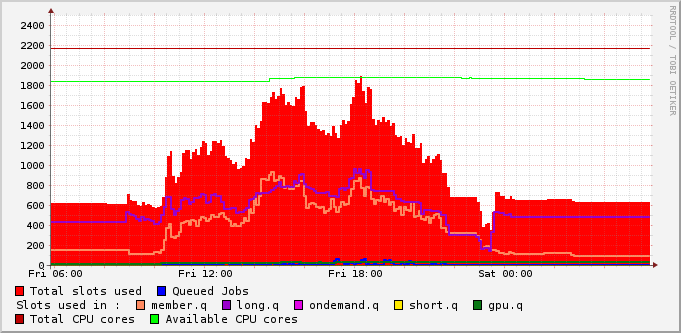 RRDTOOL / TOBI OETIKER
2400
2200
2000
1800
1600
1400
1200
1000
800
600
400
200
0
Fri 06:00 Fri 12:00 Fri 18:00 Sat 00:00
Total slots used Queued Jobs
Slots used in : member.q long.q ondemand.q short.q gpu.q
Total CPU cores Available CPU cores